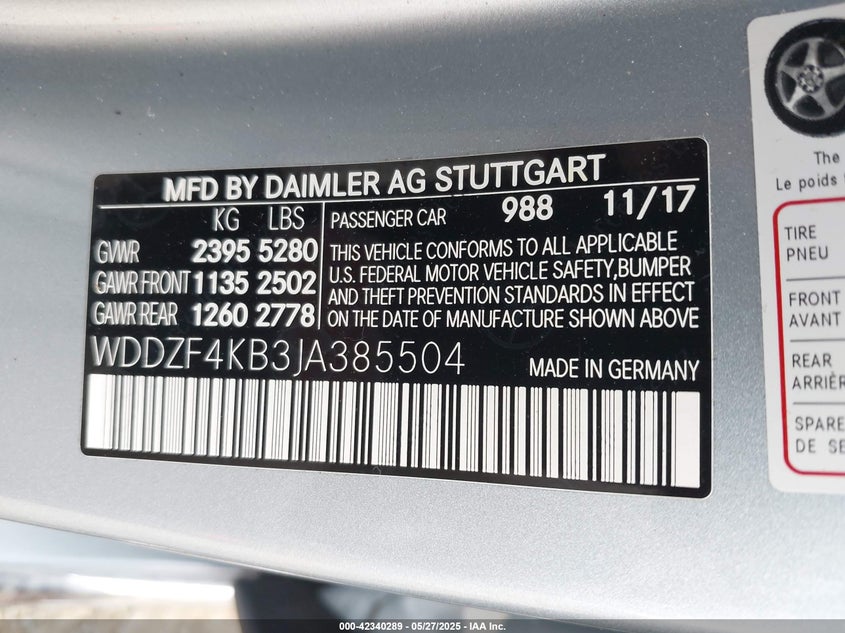 MFD BY DAIMLER AG STUTTGART
KG LBS
GVWR 2395 5280
GAWR FRONT 1135 2502
GAWR REAR 1260 2778
PASSENGER CAR 988 11/17
THIS VEHICLE CONFORMS TO ALL APPLICABLE
U.S. FEDERAL MOTOR VEHICLE SAFETY,BUMPER
AND THEFT PREVENTION STANDARDS IN EFFECT
ON THE DATE OF MANUFACTURE SHOWN ABOVE
WDDZF4KB3JA385504
MADE IN GERMANY
The
Le poids
TIRE
PNEU
FRONT
AVANT
REAR
ARRIÈR
SPARE
DE SE
000-42340289 - 05/27/2025 - IAA Inc.